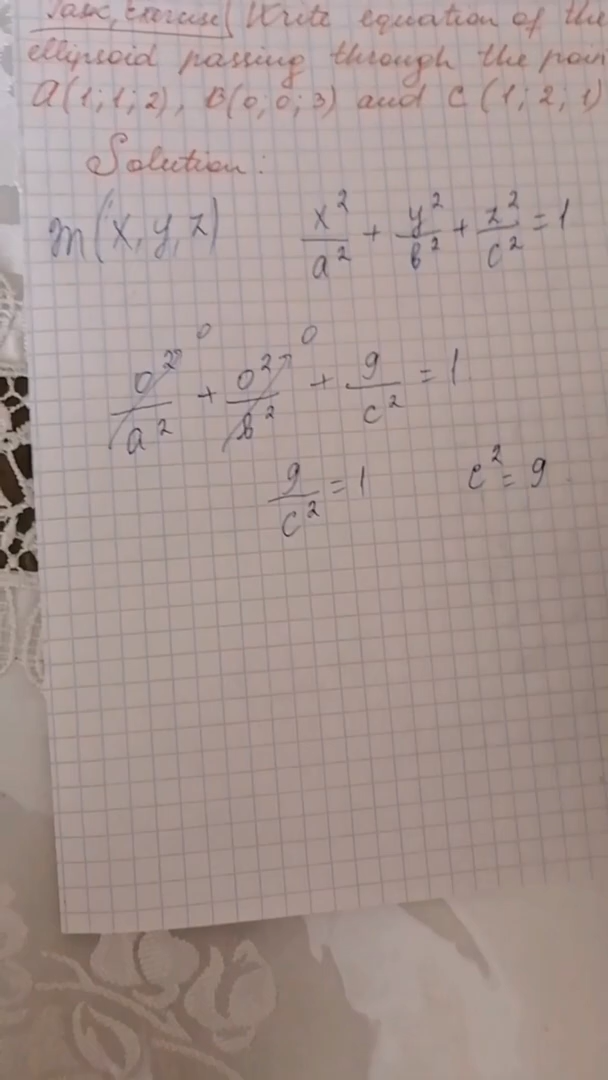 Task, exercise | Write equation of the
ellipsoid passing through the poin
A(1; 1; 2), B(0, 0; 3) and C (1; 2; 1)
Solution:
m(x, y, z) x²/a² + y²/b² + z²/c² = 1
0 0
0²/a² + 0²/b² + 9/c² = 1
9/c² = 1 c² = 9